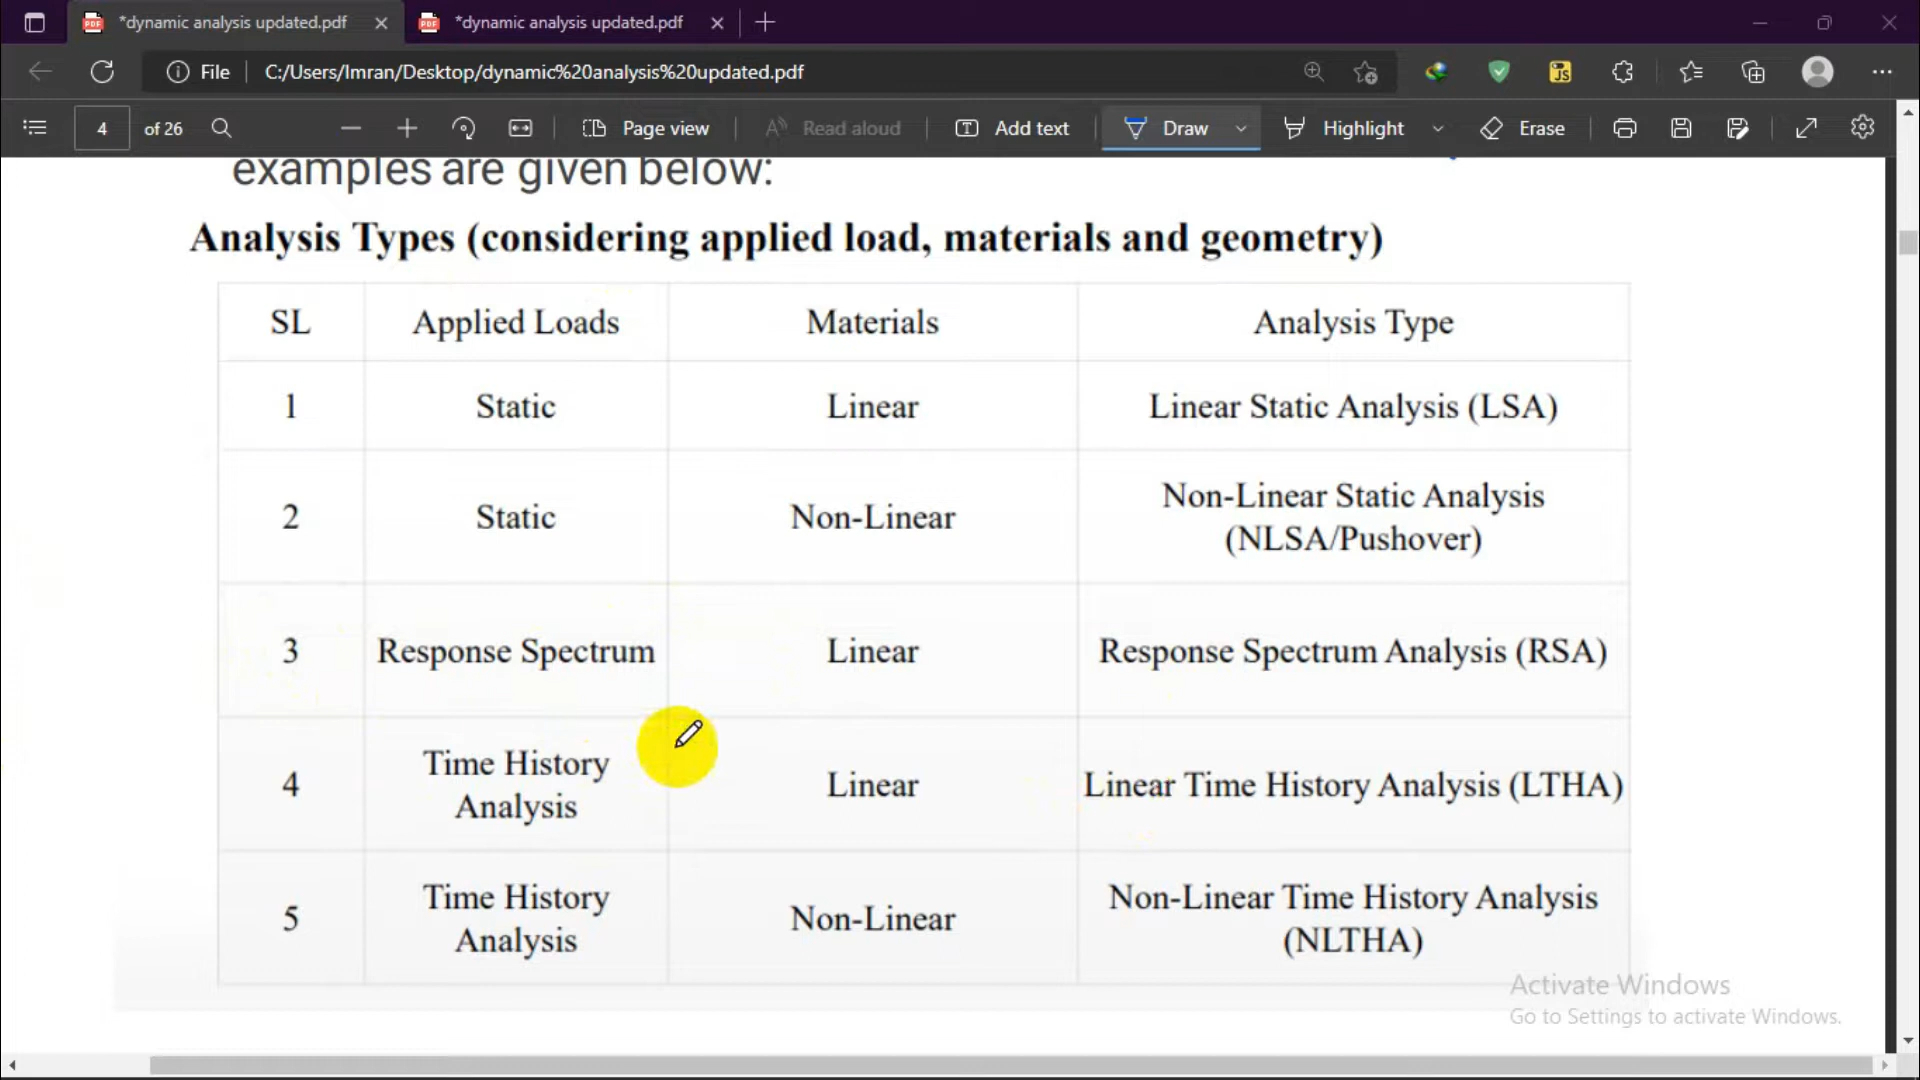 *dynamic analysis updated.pdf
*dynamic analysis updated.pdf
File
C:/Users/Imran/Desktop/dynamic%20analysis%20updated.pdf
JS
4
of 26
Page view
Read aloud
Add text
Draw
Highlight
Erase
examples are given below:
Analysis Types (considering applied load, materials and geometry)
SL Applied Loads Materials Analysis Type
1 Static Linear Linear Static Analysis (LSA)
2 Static Non-Linear Non-Linear Static Analysis
(NLSA/Pushover)
3 Response Spectrum Linear Response Spectrum Analysis (RSA)
4 Time History
Analysis Linear Linear Time History Analysis (LTHA)
5 Time History
Analysis Non-Linear Non-Linear Time History Analysis
(NLTHA)
Activate Windows
Go to Settings to activate Windows.